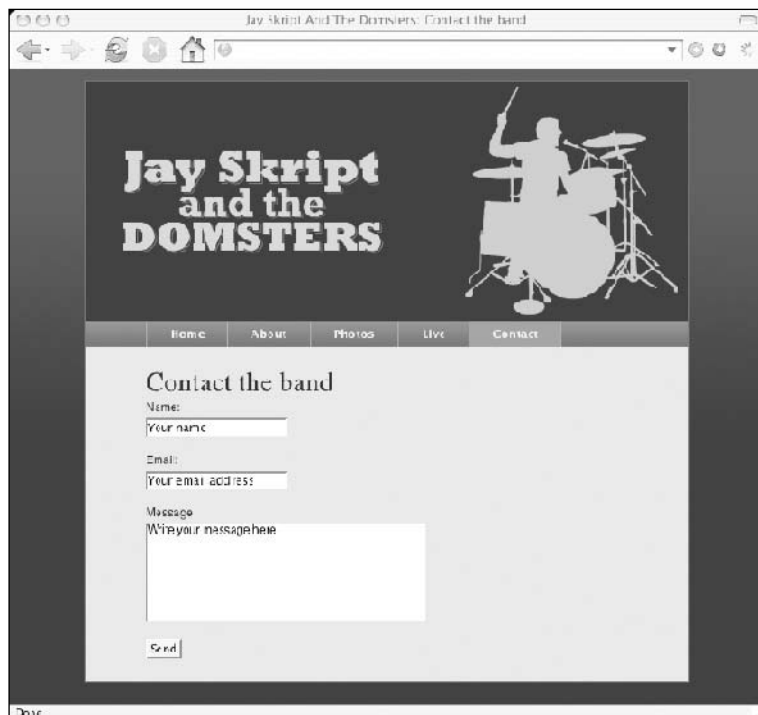 Jay Skript And The Domsters: Contact the band
Jay Skript
and the
DOMSTERS
Home About Photos Live Contact
Contact the band
Name:
Your name
Email:
Your email address
Message
Write your message here
Send
Done